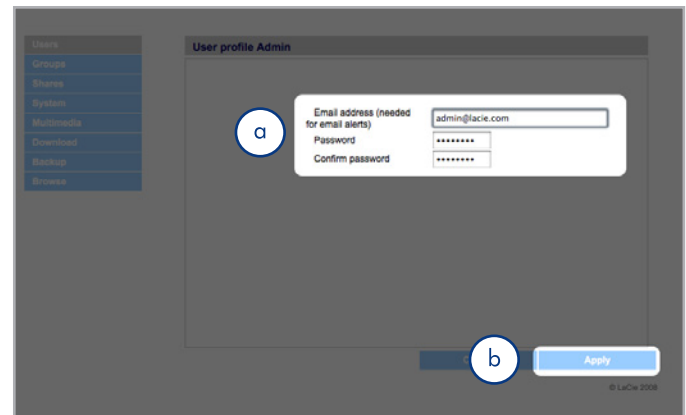 Users
User profile Admin
Groups
Shares
System
Multimedia
Download
Backup
Browse
a
Email address (needed
for email alerts)
admin@lacie.com
Password
••••••••
Confirm password
••••••••
b
Apply
© LaCie 2008